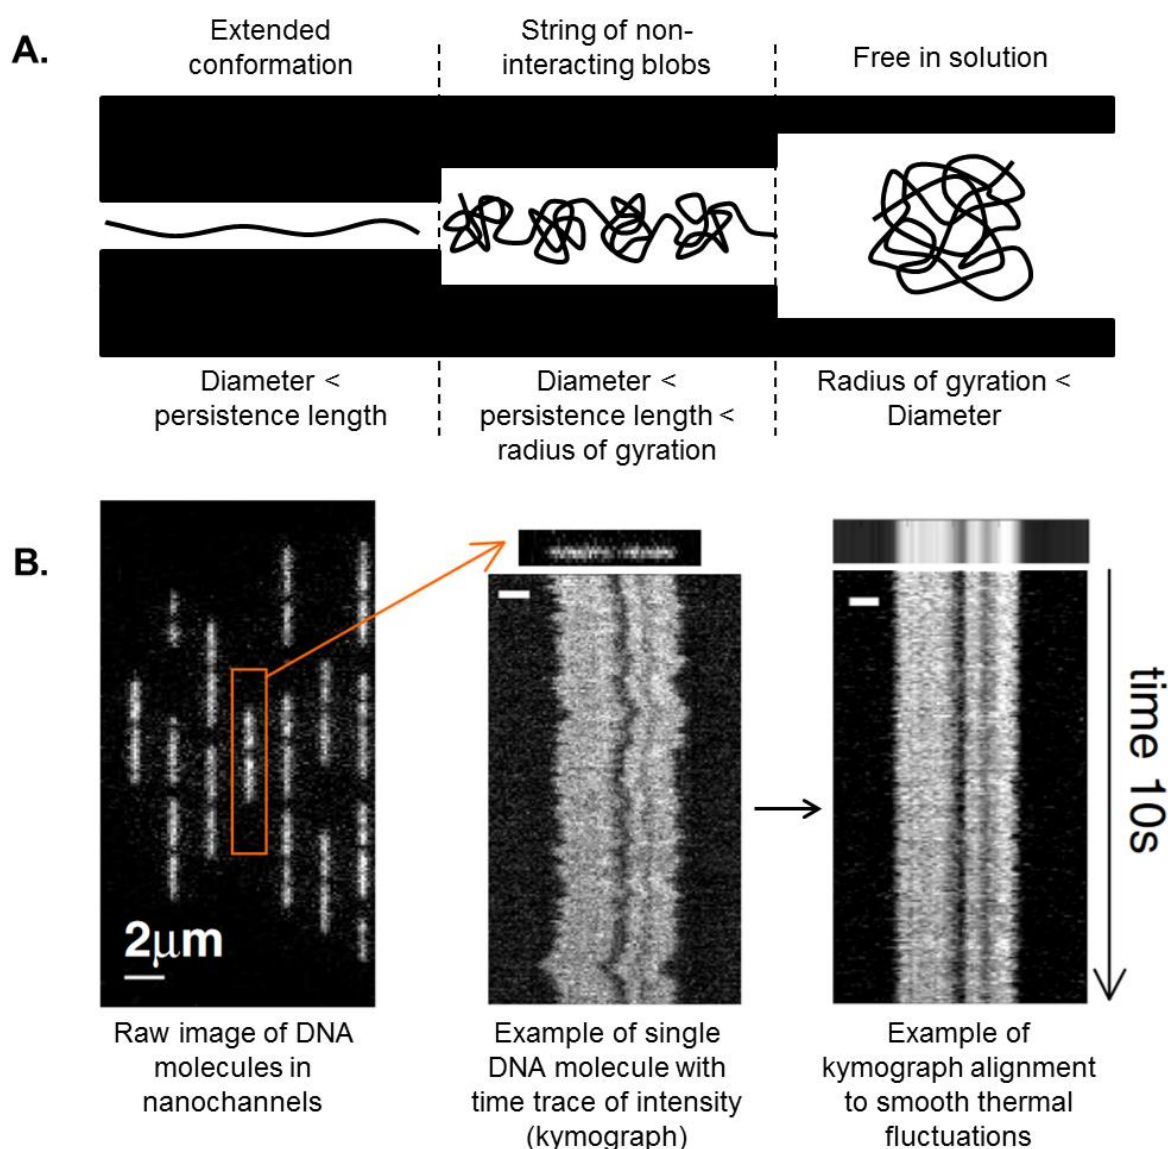 A.
Extended
conformation
String of non-
interacting blobs
Free in solution
Diameter <
persistence length
Diameter <
persistence length <
radius of gyration
Radius of gyration <
Diameter
B.
2μm
time 10s
Raw image of DNA
molecules in
nanochannels
Example of single
DNA molecule with
time trace of intensity
(kymograph)
Example of
kymograph alignment
to smooth thermal
fluctuations